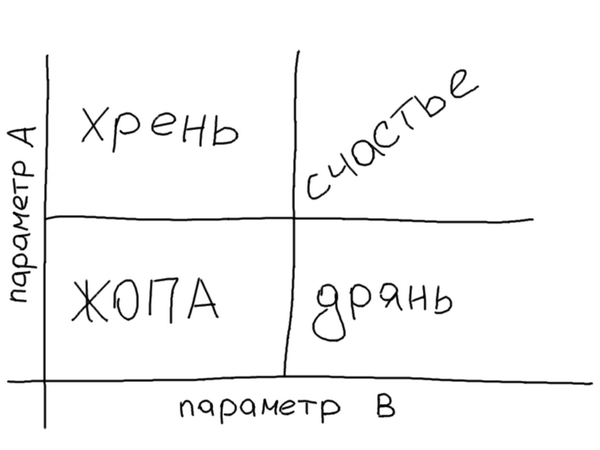 параметр A
хрень
счастье
ЖОПА
дрянь
параметр B